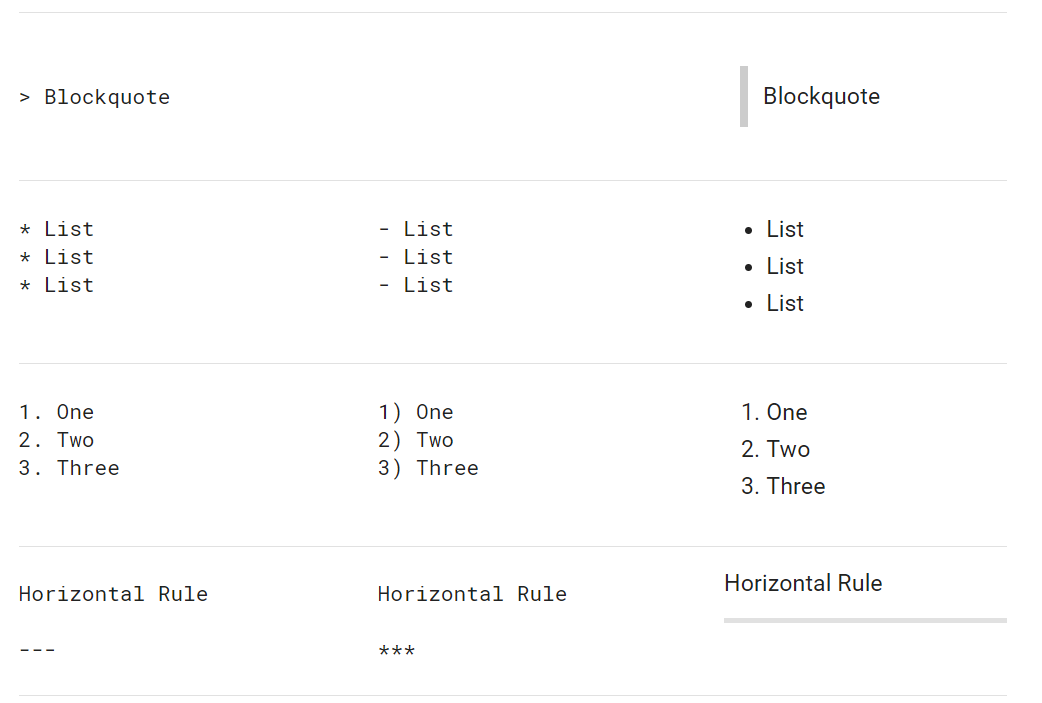 > Blockquote
Blockquote
* List
* List
* List
- List
- List
- List
• List
• List
• List
1. One
2. Two
3. Three
1) One
2) Two
3) Three
1. One
2. Two
3. Three
Horizontal Rule
---
Horizontal Rule
***
Horizontal Rule